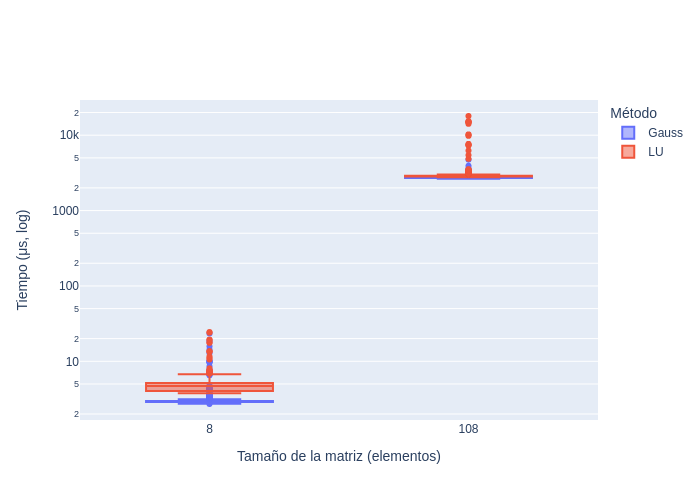 Método
Gauss
LU
Tiempo (μs, log)
2
10k
5
2
1000
5
2
100
5
2
10
5
2
8
108
Tamaño de la matriz (elementos)